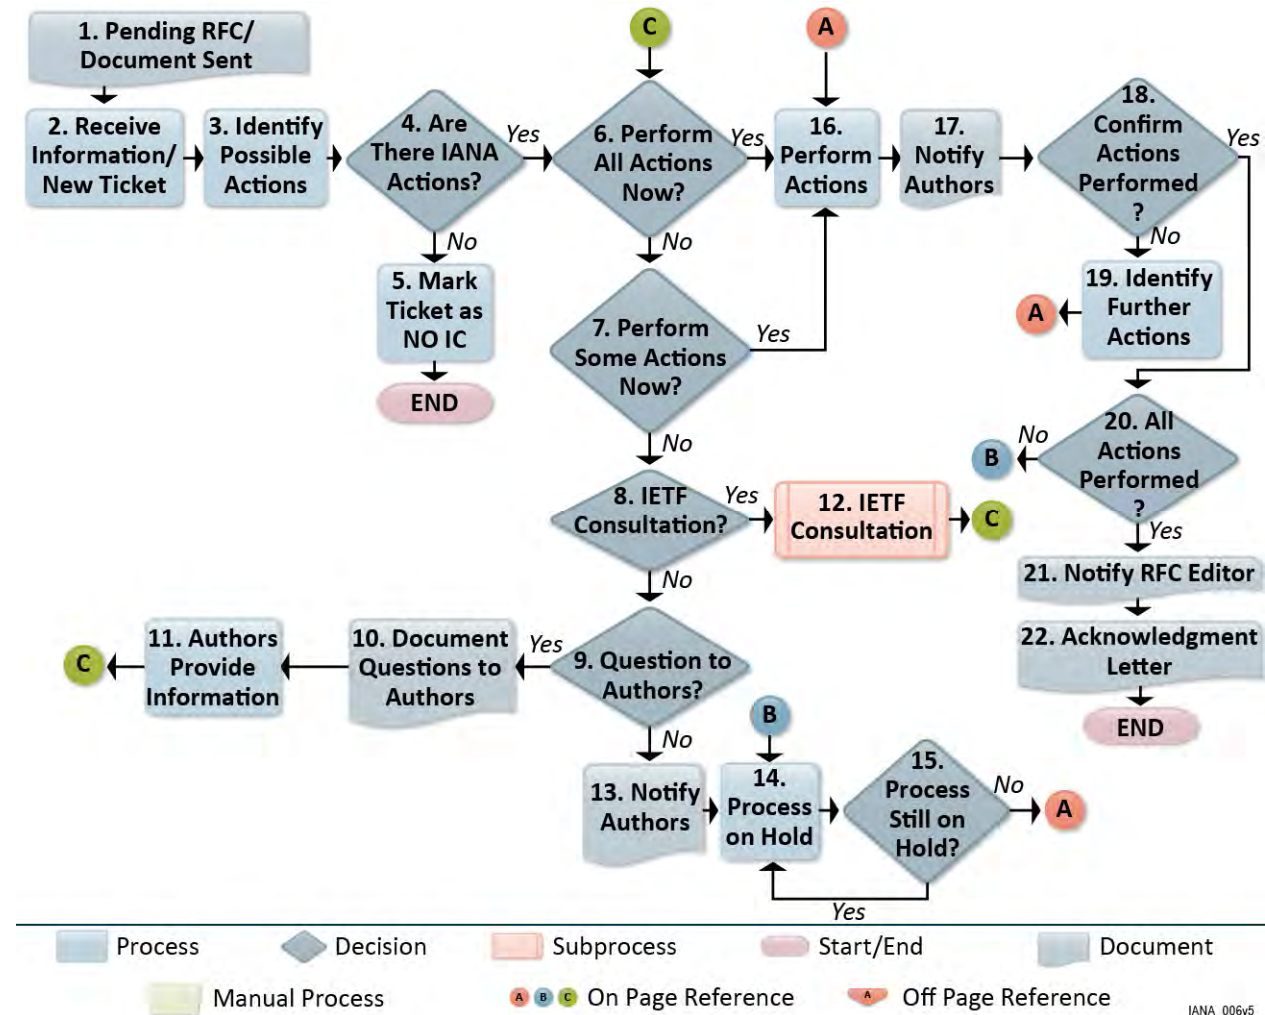 1. Pending RFC/
Document Sent
C
A
2. Receive
Information/
New Ticket
3. Identify
Possible
Actions
4. Are
There IANA
Actions?
Yes
No
5. Mark
Ticket as
NO IC
END
6. Perform
All Actions
Now?
Yes
No
7. Perform
Some Actions
Now?
Yes
No
16.
Perform
Actions
17.
Notify
Authors
18.
Confirm
Actions
Performed
?
Yes
No
19. Identify
Further
Actions
A
20. All
Actions
Performed
?
No
B
Yes
21. Notify RFC Editor
22. Acknowledgment
Letter
END
8. IETF
Consultation?
Yes
No
12. IETF
Consultation
C
9. Question to
Authors?
Yes
No
10. Document
Questions to
Authors
11. Authors
Provide
Information
C
13. Notify
Authors
B
14.
Process
on Hold
15.
Process
Still on
Hold?
No
A
Yes
Process
Decision
Subprocess
Start/End
Document
Manual Process
A B C On Page Reference
A Off Page Reference
IANA_006v5